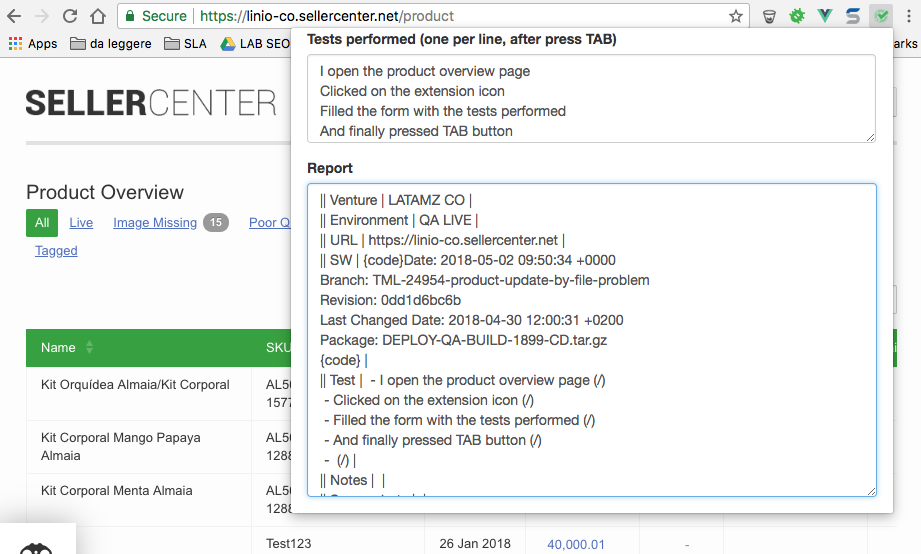 Secure https://linio-co.sellercenter.net/product
Apps da leggere SLA LAB SEO
arks
Tests performed (one per line, after press TAB)
I open the product overview page
Clicked on the extension icon
Filled the form with the tests performed
And finally pressed TAB button
Report
|| Venture | LATAMZ CO |
|| Environment | QA LIVE |
|| URL | https://linio-co.sellercenter.net |
|| SW | {code}Date: 2018-05-02 09:50:34 +0000
Branch: TML-24954-product-update-by-file-problem
Revision: 0dd1d6bc6b
Last Changed Date: 2018-04-30 12:00:31 +0200
Package: DEPLOY-QA-BUILD-1899-CD.tar.gz
{code} |
|| Test |  - I open the product overview page (/)
- Clicked on the extension icon (/)
- Filled the form with the tests performed (/)
- And finally pressed TAB button (/)
-  (/) |
|| Notes |  |
SELLERCENTER
Product Overview
All Live Image Missing 15 Poor Q
Tagged
Name SKU
Kit Orquídea Almaia/Kit Corporal AL50
1577
Kit Corporal Mango Papaya AL50
Almaia 1288
Kit Corporal Menta Almaia AL50
1288
Test123 26 Jan 2018 40,000.01 -